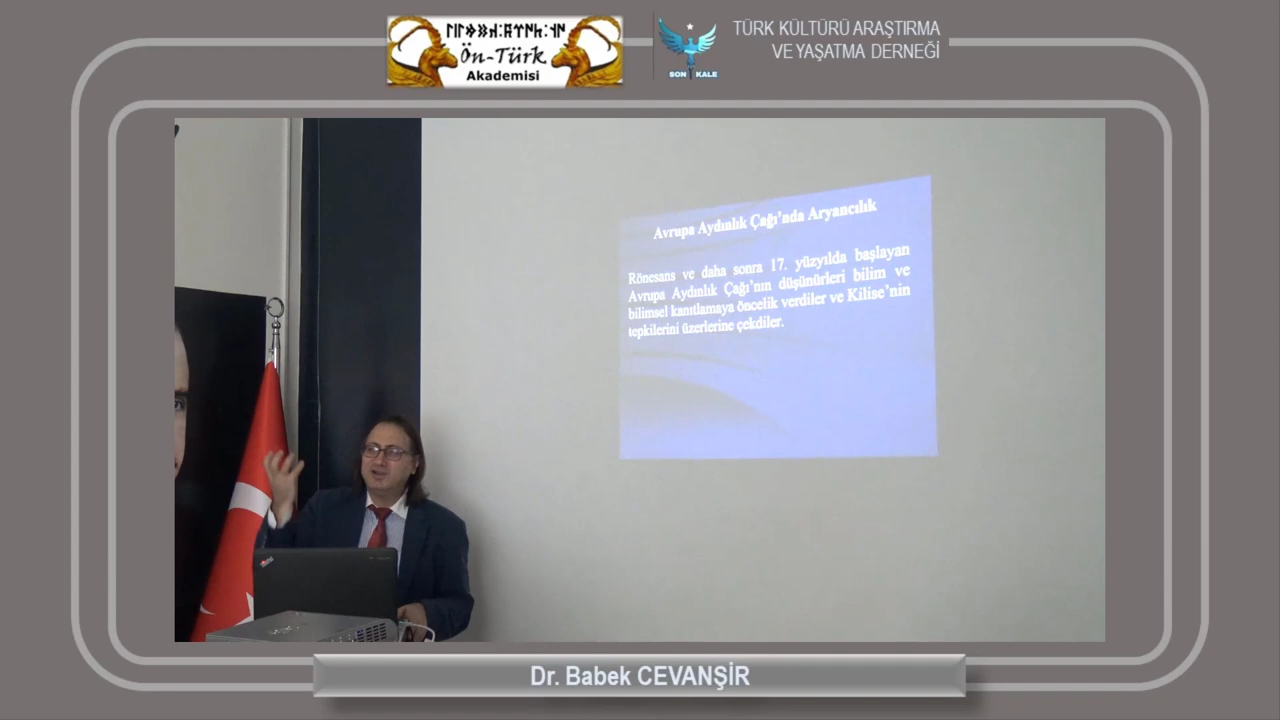 Ön-Türk
Akademisi
SON KALE
TÜRK KÜLTÜRÜ ARAŞTIRMA
VE YAŞATMA DERNEĞİ
Avrupa Aydınlık Çağı'nda Aryancılık
Rönesans ve daha sonra 17. yüzyılda başlayan
Avrupa Aydınlık Çağı'nın düşünürleri bilim ve
bilimsel kanıtlamaya öncelik verdiler ve Kilise'nin
tepkilerini üzerlerine çekdiler.
Dr. Babek CEVANŞİR